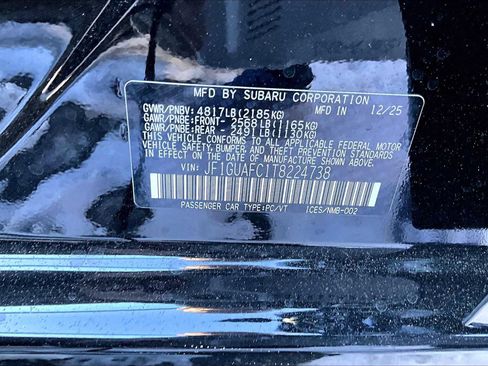 MFD BY SUBARU CORPORATION MFD IN 12/25
GVWR/PNBV: 4817LB(2185KG)
GAWR/PNBE:FRONT- 2568LB(1165KG)
GAWR/PNBE:REAR - 2491LB(1130KG)
THIS VEHICLE CONFORMS TO ALL APPLICABLE FEDERAL MOTOR
VEHICLE SAFETY,BUMPER, AND THEFT PREVENTION STANDARDS
IN EFFECT ON THE DATE OF MANUFACTURE SHOWN ABOVE.
VIN: JF1GUAFC1T8224738
PASSENGER CAR TYPE:PC/VT ICES/NMB-002